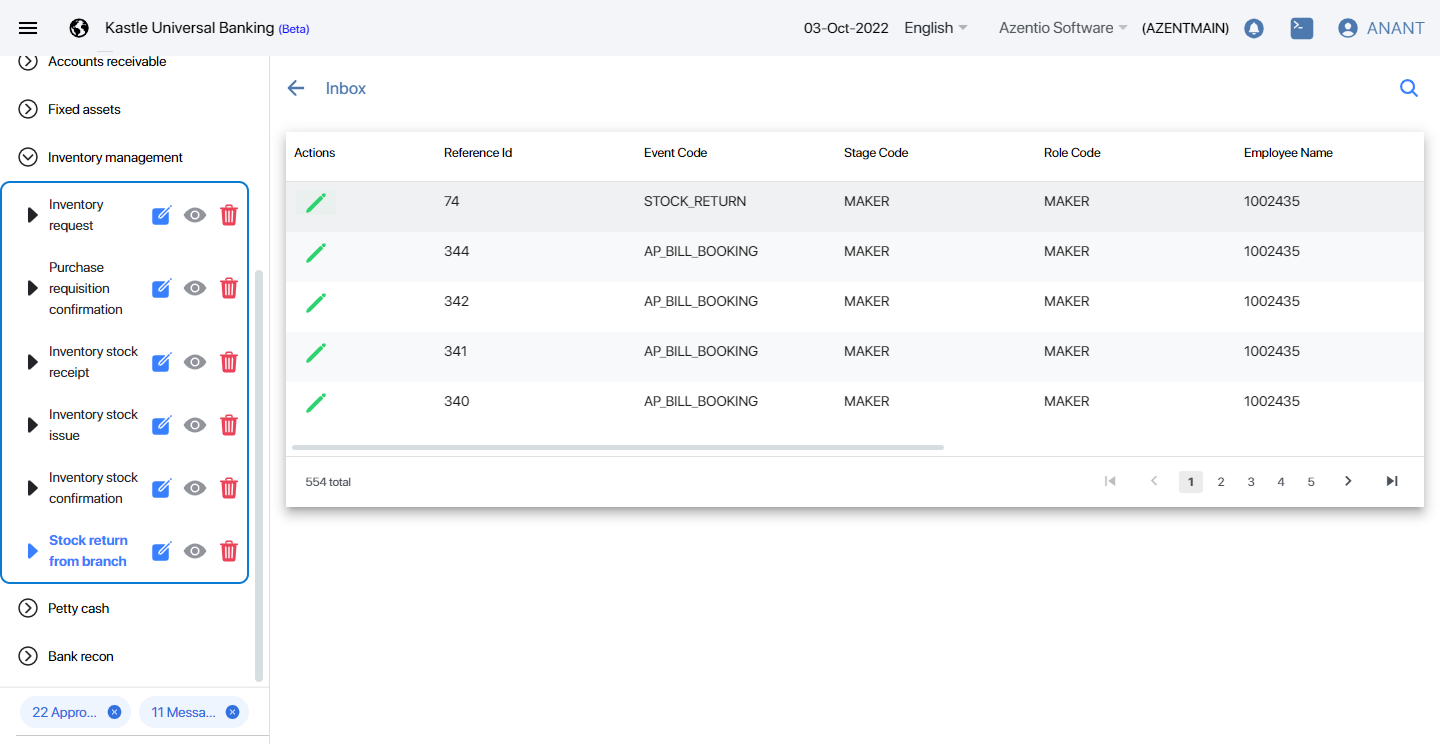 Kastle Universal Banking (Beta) 03-Oct-2022 English Azentio Software (AZENTMAIN) ANANT
Accounts receivable
Fixed assets
Inventory management
Inventory
request
Purchase
requisition
confirmation
Inventory stock
receipt
Inventory stock
issue
Inventory stock
confirmation
Stock return
from branch
Petty cash
Bank recon
22 Appro...
11 Messa...
Inbox
Actions Reference Id Event Code Stage Code Role Code Employee Name
74 STOCK_RETURN MAKER MAKER 1002435
344 AP_BILL_BOOKING MAKER MAKER 1002435
342 AP_BILL_BOOKING MAKER MAKER 1002435
341 AP_BILL_BOOKING MAKER MAKER 1002435
340 AP_BILL_BOOKING MAKER MAKER 1002435
554 total 1 2 3 4 5